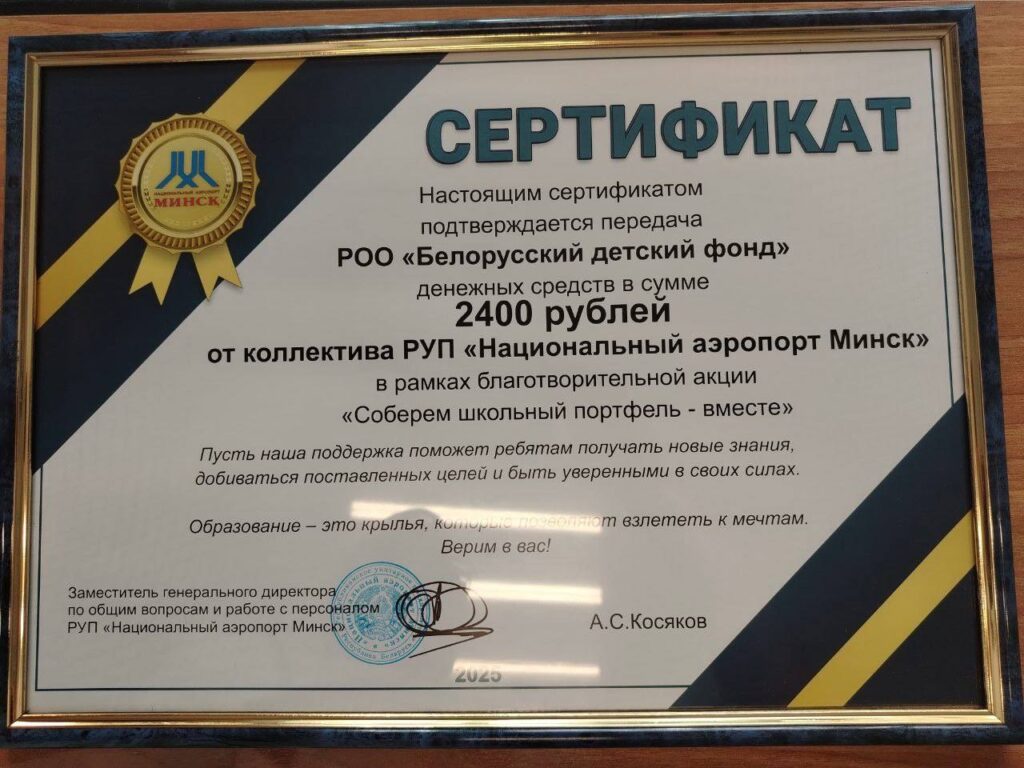 НАЦИОНАЛЬНЫЙ АЭРОПОРТ
МИНСК
СЕРТИФИКАТ
Настоящим сертификатом
подтверждается передача
РОО «Белорусский детский фонд»
денежных средств в сумме
2400 рублей
от коллектива РУП «Национальный аэропорт Минск»
в рамках благотворительной акции
«Соберем школьный портфель - вместе»
Пусть наша поддержка поможет ребятам получать новые знания,
добиваться поставленных целей и быть уверенными в своих силах.
Образование – это крылья, которые позволяют взлететь к мечтам.
Верим в вас!
Заместитель генерального директора
по общим вопросам и работе с персоналом
РУП «Национальный аэропорт Минск»
А.С.Косяков
2025